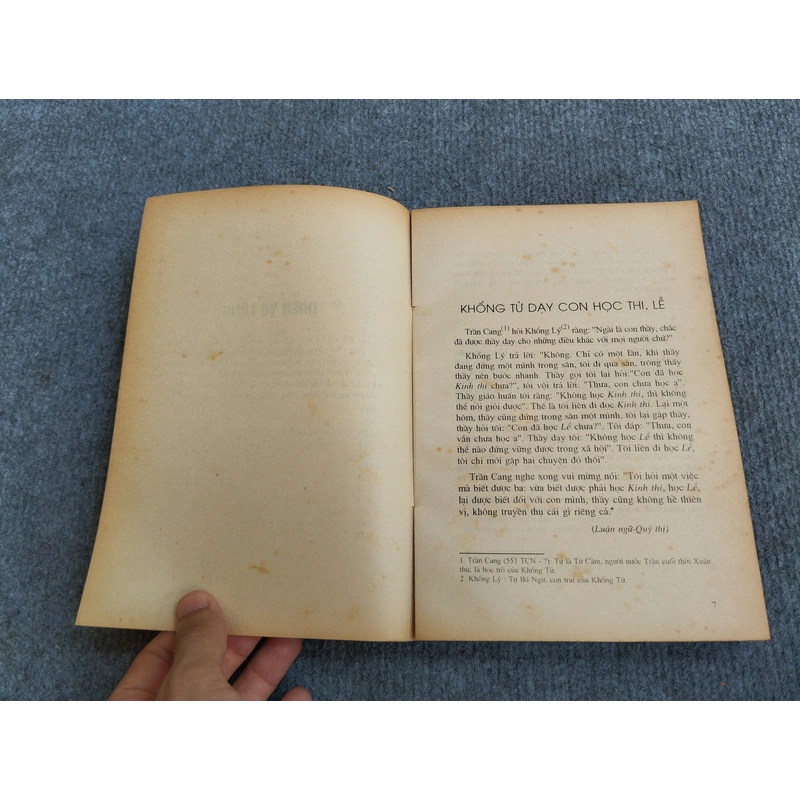 KHỔNG TỬ DẠY CON HỌC THI, LỄ
Trần Cang(1) hỏi Khổng Lý(2) rằng: "Ngài là con thầy, chắc
đã được thầy dạy cho những điều khác với mọi người chứ?"
Khổng Lý trả lời: "Không. Chỉ có một lần, khi thầy
đang đứng một mình trong sân, tôi đi qua sân, trông thấy
thầy nên bước nhanh. Thầy gọi tôi lại hỏi:"Con đã học
Kinh thi chưa?", tôi vội trả lời: "Thưa, con chưa học ạ".
Thầy giáo huấn tôi rằng: "Không học Kinh thi, thì không
thể nói giỏi được". Thế là tôi liền đi đọc Kinh thi. Lại một
hôm, thầy cũng đứng trong sân một mình, tôi lại gặp thầy,
thầy hỏi tôi: "Con đã học Lễ chưa?". Tôi đáp: "Thưa, con
vẫn chưa học ạ". Thầy dạy tôi: "Không học Lễ thì không
thể nào đứng vững được trong xã hội". Tôi liền đi học Lễ,
tôi chỉ mới gặp hai chuyện đó thôi".
Trần Cang nghe xong vui mừng nói: "Tôi hỏi một việc
mà biết được ba: vừa biết được phải học Kinh thi, học Lễ,
lại được biết đối với con mình, thầy cũng không hề thiên
vị, không truyền thụ cái gì riêng cả."
(Luận ngữ-Quý thị)
1. Trần Cang (551 TCN - ?): Tự là Tử Cầm, người nước Trần cuối thời Xuân
thu, là học trò của Khổng Tử.
2. Khổng Lý : Tự Bá Ngư, con trai của Khổng Tử.
7